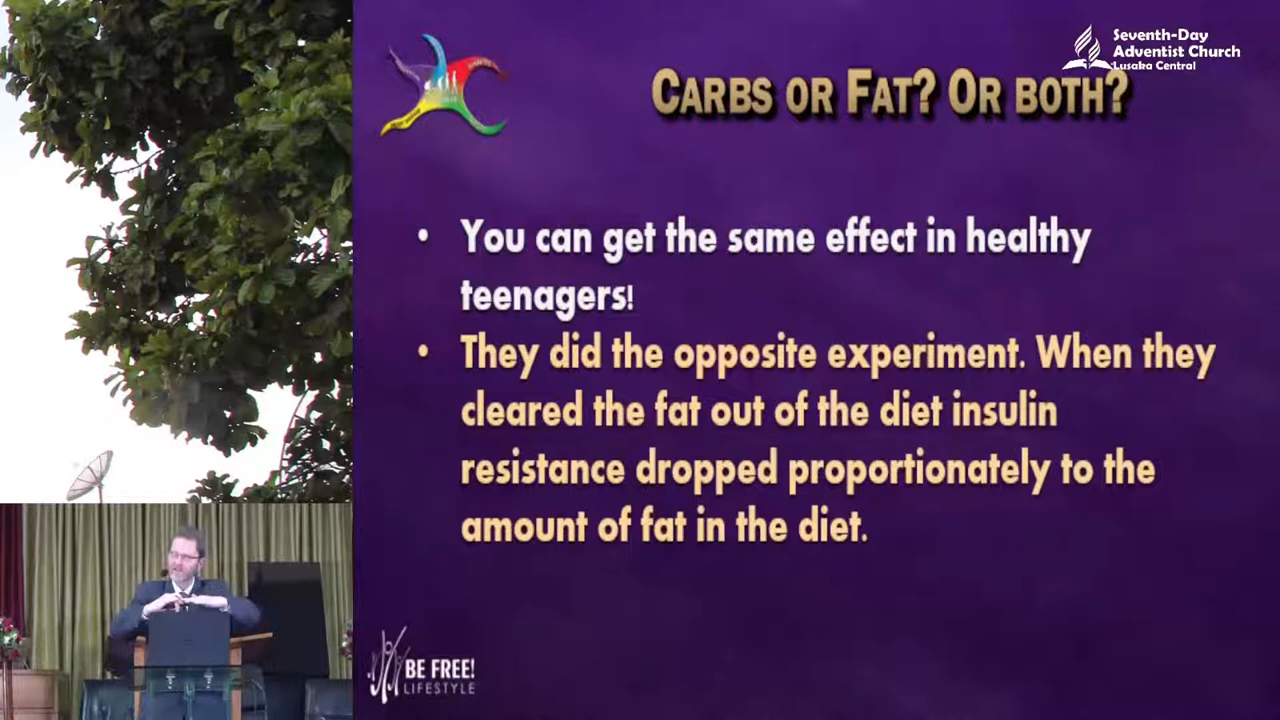 Seventh-Day
Adventist Church
Lusaka Central
CARBS OR FAT? OR BOTH?
• You can get the same effect in healthy
teenagers!
• They did the opposite experiment. When they
cleared the fat out of the diet insulin
resistance dropped proportionately to the
amount of fat in the diet.
BE FREE!
LIFESTYLE